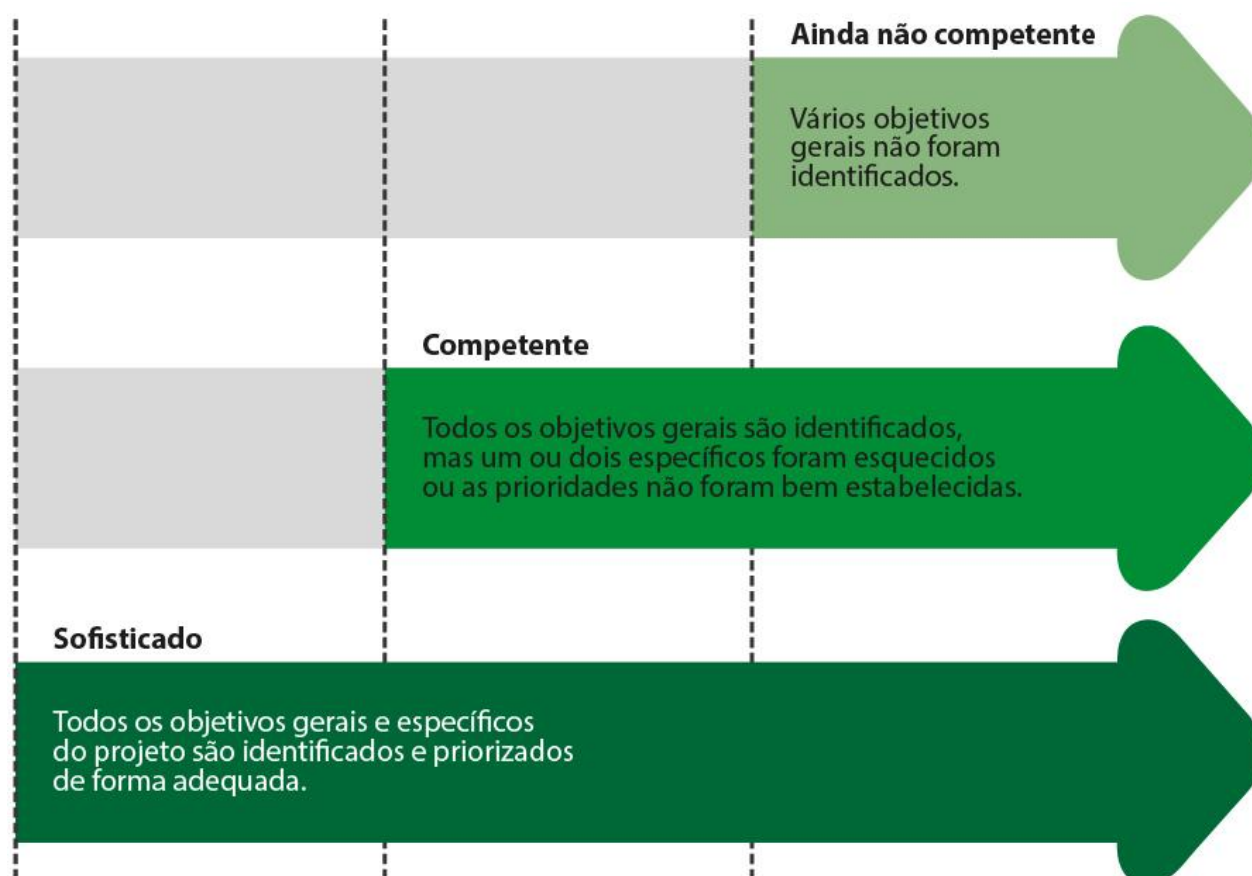 Ainda não competente
Vários objetivos
gerais não foram
identificados.
Competente
Todos os objetivos gerais são identificados,
mas um ou dois específicos foram esquecidos
ou as prioridades não foram bem estabelecidas.
Sofisticado
Todos os objetivos gerais e específicos
do projeto são identificados e priorizados
de forma adequada.